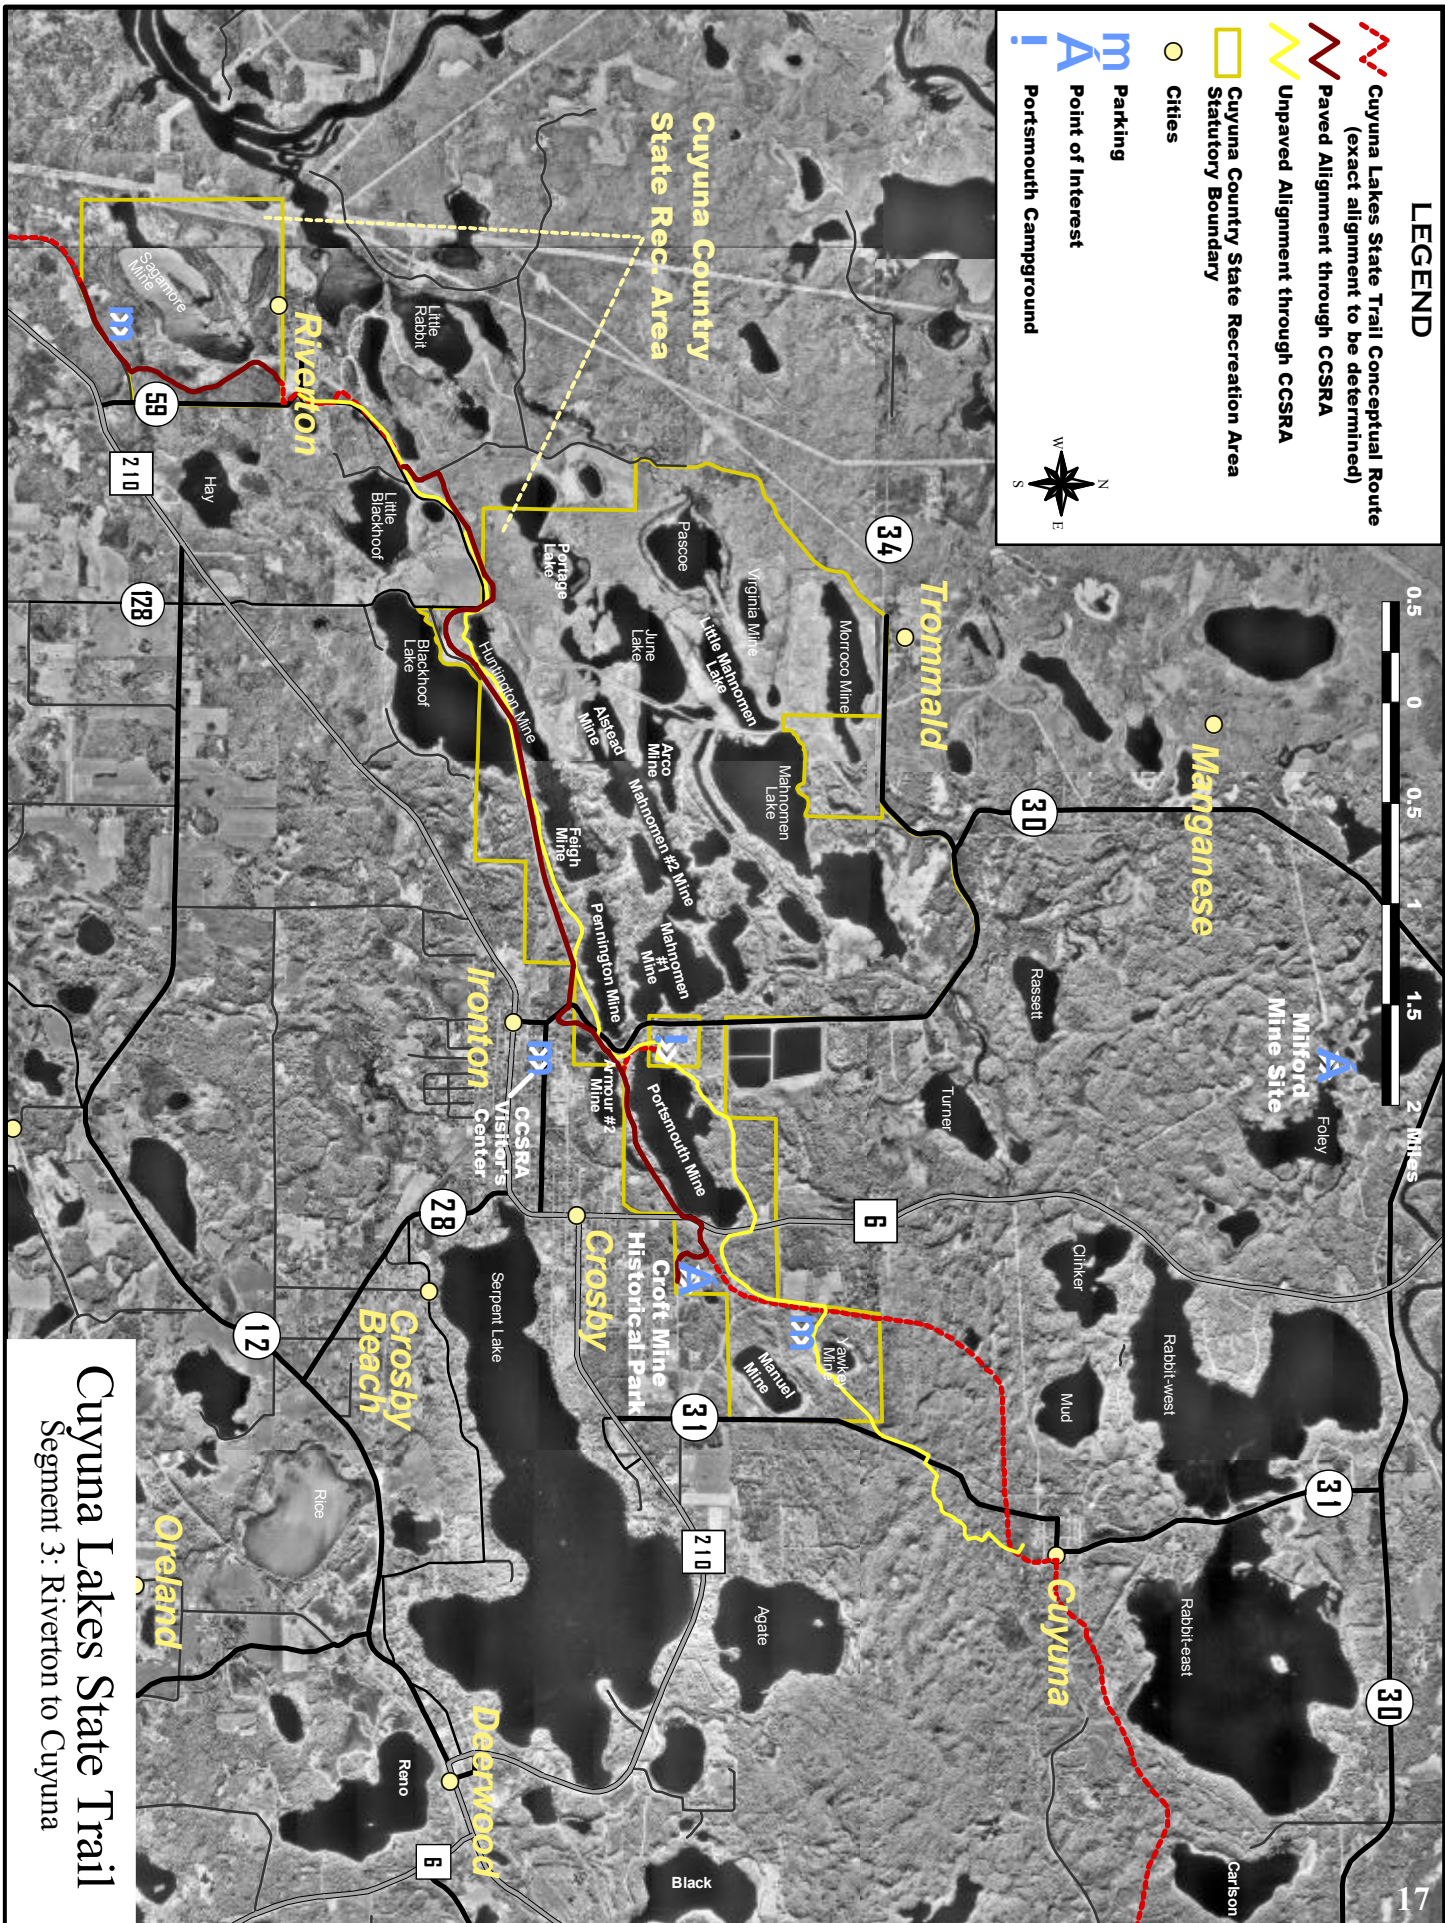 LEGEND
Cuyuna Lakes State Trail Conceptual Route
(exact alignment to be determined)
Paved Alignment through CCSRA
Unpaved Alignment through CCSRA
Cuyuna Country State Recreation Area
Statutory Boundary
Cities
m
Parking
Á
Point of Interest
i
Portsmouth Campground
N
W
E
S
0.5
0
0.5
1
1.5
2 Miles
17
Manganese
Milford
Mine Site
Á
Foley
Rassett
Turner
30
Trommald
34
Cuyuna Country
State Rec. Area
Morroco Mine
Virginia Mine
Little Mahnomen
Lake
Pascoe
Mahnomen
Lake
June
Lake
Portage
Lake
Arco
Mine
Alstead
Mine
Mahnomen #2 Mine
Mahnomen
#1
Mine
Pennington Mine
Feigh
Mine
Huntington Mine
Blackhoof
Lake
Little
Blackhoof
Little
Rabbit
Riverton
Sagamore
Mine
m
59
210
Hay
128
Ironton
m
CCSRA
Visitor's
Center
i
Armour #2
Mine
Portsmouth Mine
6
Crosby
Croft Mine
Historical Park
Á
m
Yawkey
Mine
Manuel
Mine
31
210
28
Crosby
Beach
Serpent Lake
12
Rice
Oreland
Deerwood
Reno
6
Black
Agate
Clinker
Mud
Rabbit-west
31
Cuyuna
Rabbit-east
30
Carlson
Cuyuna Lakes State Trail
Segment 3: Riverton to Cuyuna